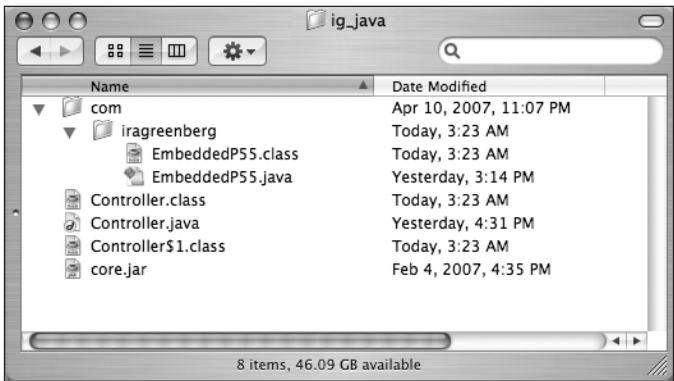 ig_java
Name Date Modified
com Apr 10, 2007, 11:07 PM
iragreenberg Today, 3:23 AM
EmbeddedP55.class Today, 3:23 AM
EmbeddedP55.java Yesterday, 3:14 PM
Controller.class Today, 3:23 AM
Controller.java Yesterday, 4:31 PM
Controller$1.class Today, 3:23 AM
core.jar Feb 4, 2007, 4:35 PM
8 items, 46.09 GB available